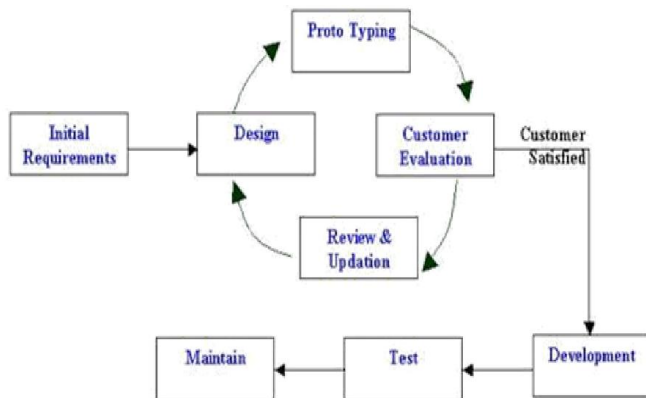 Proto Typing
Initial
Requirements
Design
Customer
Evaluation
Customer
Satisfied
Review &
Updation
Maintain
Test
Development